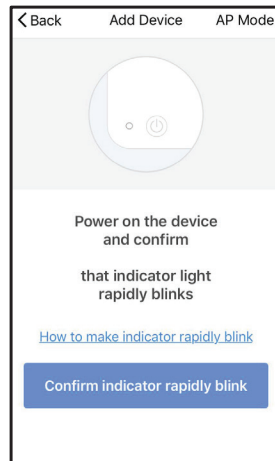 Back Add Device AP Mode
Power on the device
and confirm
that indicator light
rapidly blinks
How to make indicator rapidly blink
Confirm indicator rapidly blink